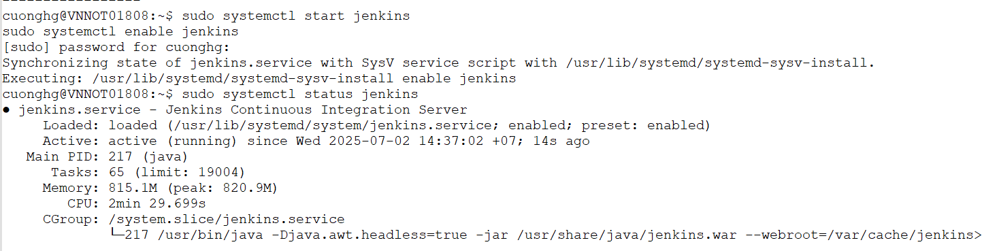 cuonghg@VNNOT01808:~$ sudo systemctl start jenkins
sudo systemctl enable jenkins
[sudo] password for cuonghg:
Synchronizing state of jenkins.service with SysV service script with /usr/lib/systemd/systemd-sysv-install.
Executing: /usr/lib/systemd/systemd-sysv-install enable jenkins
cuonghg@VNNOT01808:~$ sudo systemctl status jenkins
● jenkins.service - Jenkins Continuous Integration Server
     Loaded: loaded (/usr/lib/systemd/system/jenkins.service; enabled; preset: enabled)
     Active: active (running) since Wed 2025-07-02 14:37:02 +07; 14s ago
   Main PID: 217 (java)
      Tasks: 65 (limit: 19004)
     Memory: 815.1M (peak: 820.9M)
        CPU: 2min 29.699s
     CGroup: /system.slice/jenkins.service
             └─217 /usr/bin/java -Djava.awt.headless=true -jar /usr/share/java/jenkins.war --webroot=/var/cache/jenkins>